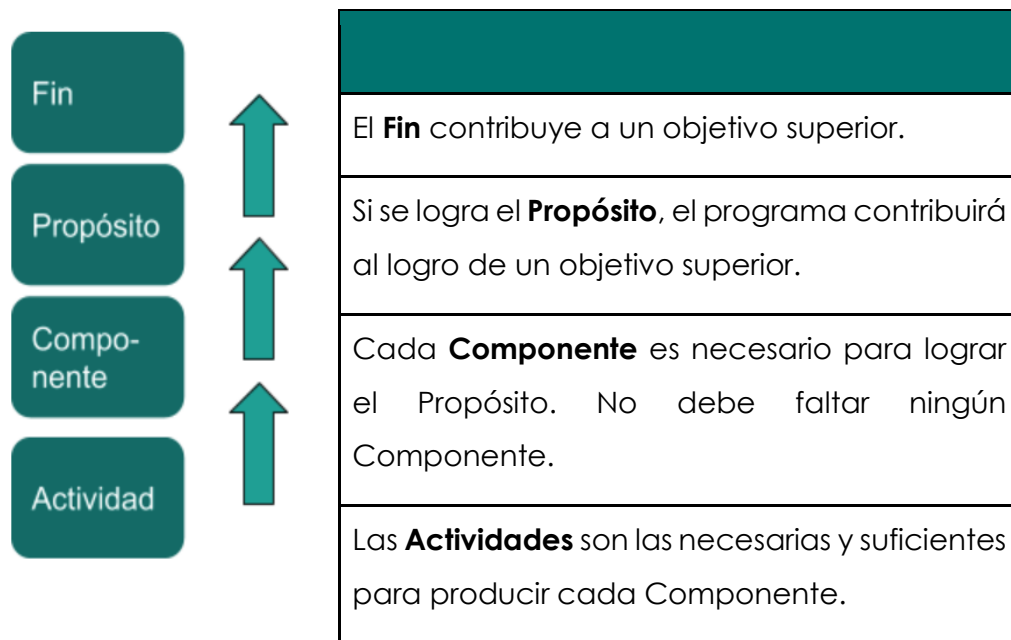 Fin
Propósito
Compo-
nente
Actividad
El Fin contribuye a un objetivo superior.
Si se logra el Propósito, el programa contribuirá
al logro de un objetivo superior.
Cada Componente es necesario para lograr
el Propósito. No debe faltar ningún
Componente.
Las Actividades son las necesarias y suficientes
para producir cada Componente.